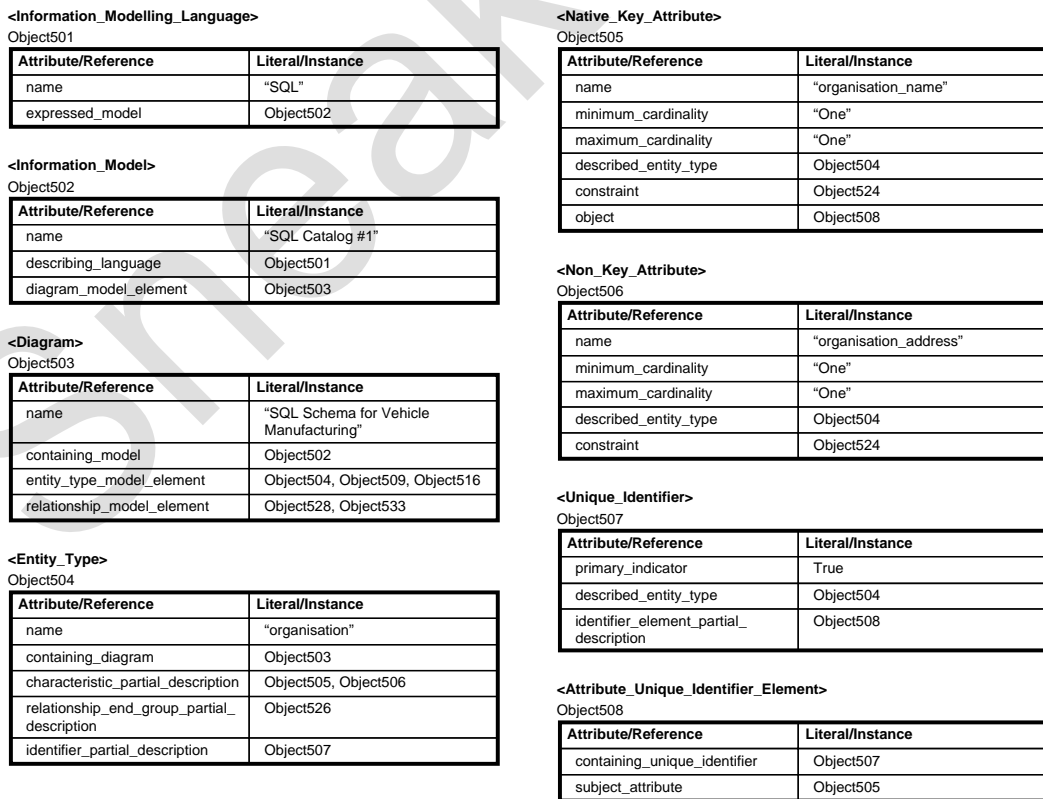 <Information_Modelling_Language>
Object501
Attribute/Reference Literal/Instance
name “SQL”
expressed_model Object502
<Information_Model>
Object502
Attribute/Reference Literal/Instance
name “SQL Catalog #1”
describing_language Object501
diagram_model_element Object503
<Diagram>
Object503
Attribute/Reference Literal/Instance
name “SQL Schema for Vehicle
Manufacturing”
containing_model Object502
entity_type_model_element Object504, Object509, Object516
relationship_model_element Object528, Object533
<Entity_Type>
Object504
Attribute/Reference Literal/Instance
name “organisation”
containing_diagram Object503
characteristic_partial_description Object505, Object506
relationship_end_group_partial_ Object526
description
identifier_partial_description Object507
<Native_Key_Attribute>
Object505
Attribute/Reference Literal/Instance
name “organisation_name”
minimum_cardinality “One”
maximum_cardinality “One”
described_entity_type Object504
constraint Object524
object Object508
<Non_Key_Attribute>
Object506
Attribute/Reference Literal/Instance
name “organisation_address”
minimum_cardinality “One”
maximum_cardinality “One”
described_entity_type Object504
constraint Object524
<Unique_Identifier>
Object507
Attribute/Reference Literal/Instance
primary_indicator True
described_entity_type Object504
identifier_element_partial_ Object508
description
<Attribute_Unique_Identifier_Element>
Object508
Attribute/Reference Literal/Instance
containing_unique_identifier Object507
subject_attribute Object505
Sneak